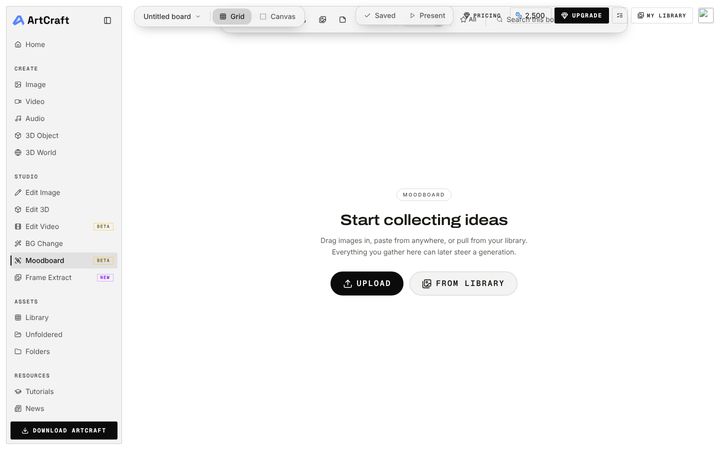 ArtCraft
Home
CREATE
Image
Video
Audio
3D Object
3D World
STUDIO
Edit Image
Edit 3D
Edit Video BETA
BG Change
Moodboard BETA
Frame Extract NEW
ASSETS
Library
Unfoldered
Folders
RESOURCES
Tutorials
News
DOWNLOAD ARTCRAFT
Untitled board Grid Canvas
Saved Present
All Search this bo
PRICING 2,500 UPGRADE MY LIBRARY
MOODBOARD
Start collecting ideas
Drag images in, paste from anywhere, or pull from your library.
Everything you gather here can later steer a generation.
UPLOAD FROM LIBRARY